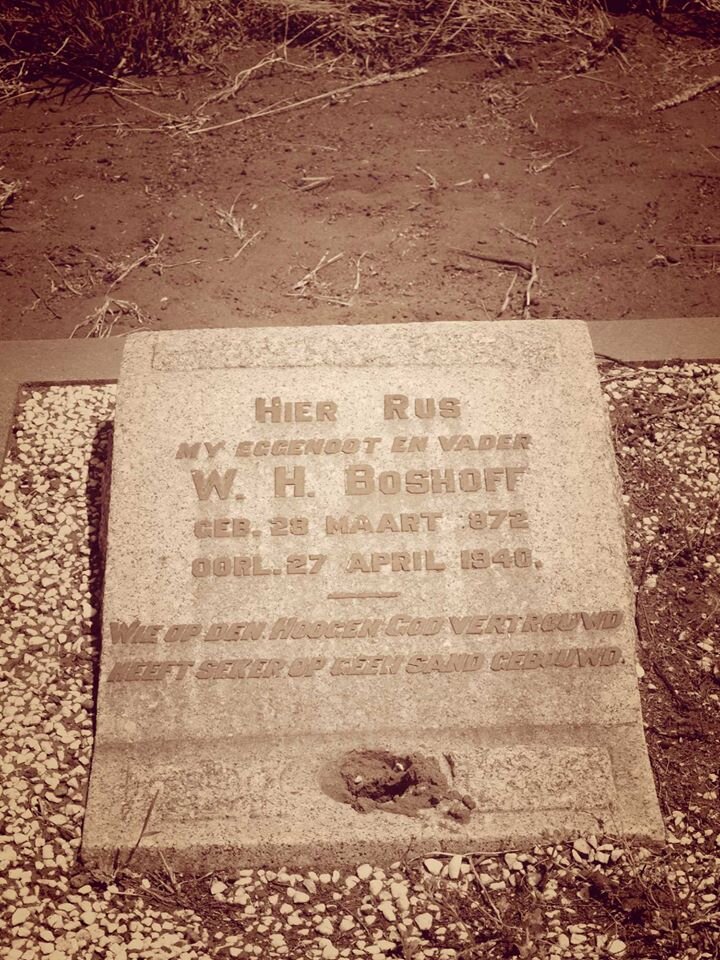 HIER RUS
MY EGGENOOT EN VADER
W. H. BOSHOFF
GEB. 28 MAART 872
OORL. 27 APRIL 1940.
WIE OP DEN HOOGEN GOD VERTROUWD
HEEFT SEKER OP GEEN SAND GEBOUWD.